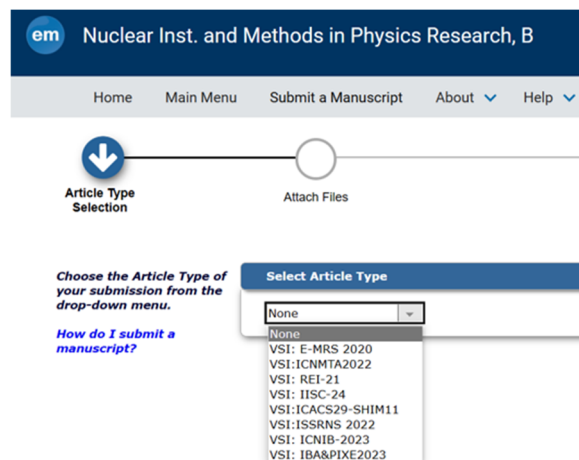 em
Nuclear Inst. and Methods in Physics Research, B
Home Main Menu Submit a Manuscript About Help
Article Type
Selection
Attach Files
Choose the Article Type of
your submission from the
drop-down menu.
How do I submit a
manuscript?
Select Article Type
None
None
VSI: E-MRS 2020
VSI:ICNMTA2022
VSI: REI-21
VSI: IISC-24
VSI:ICACS29-SHIM11
VSI:ISSRNS 2022
VSI: ICNIB-2023
VSI: IBA&PIXE2023